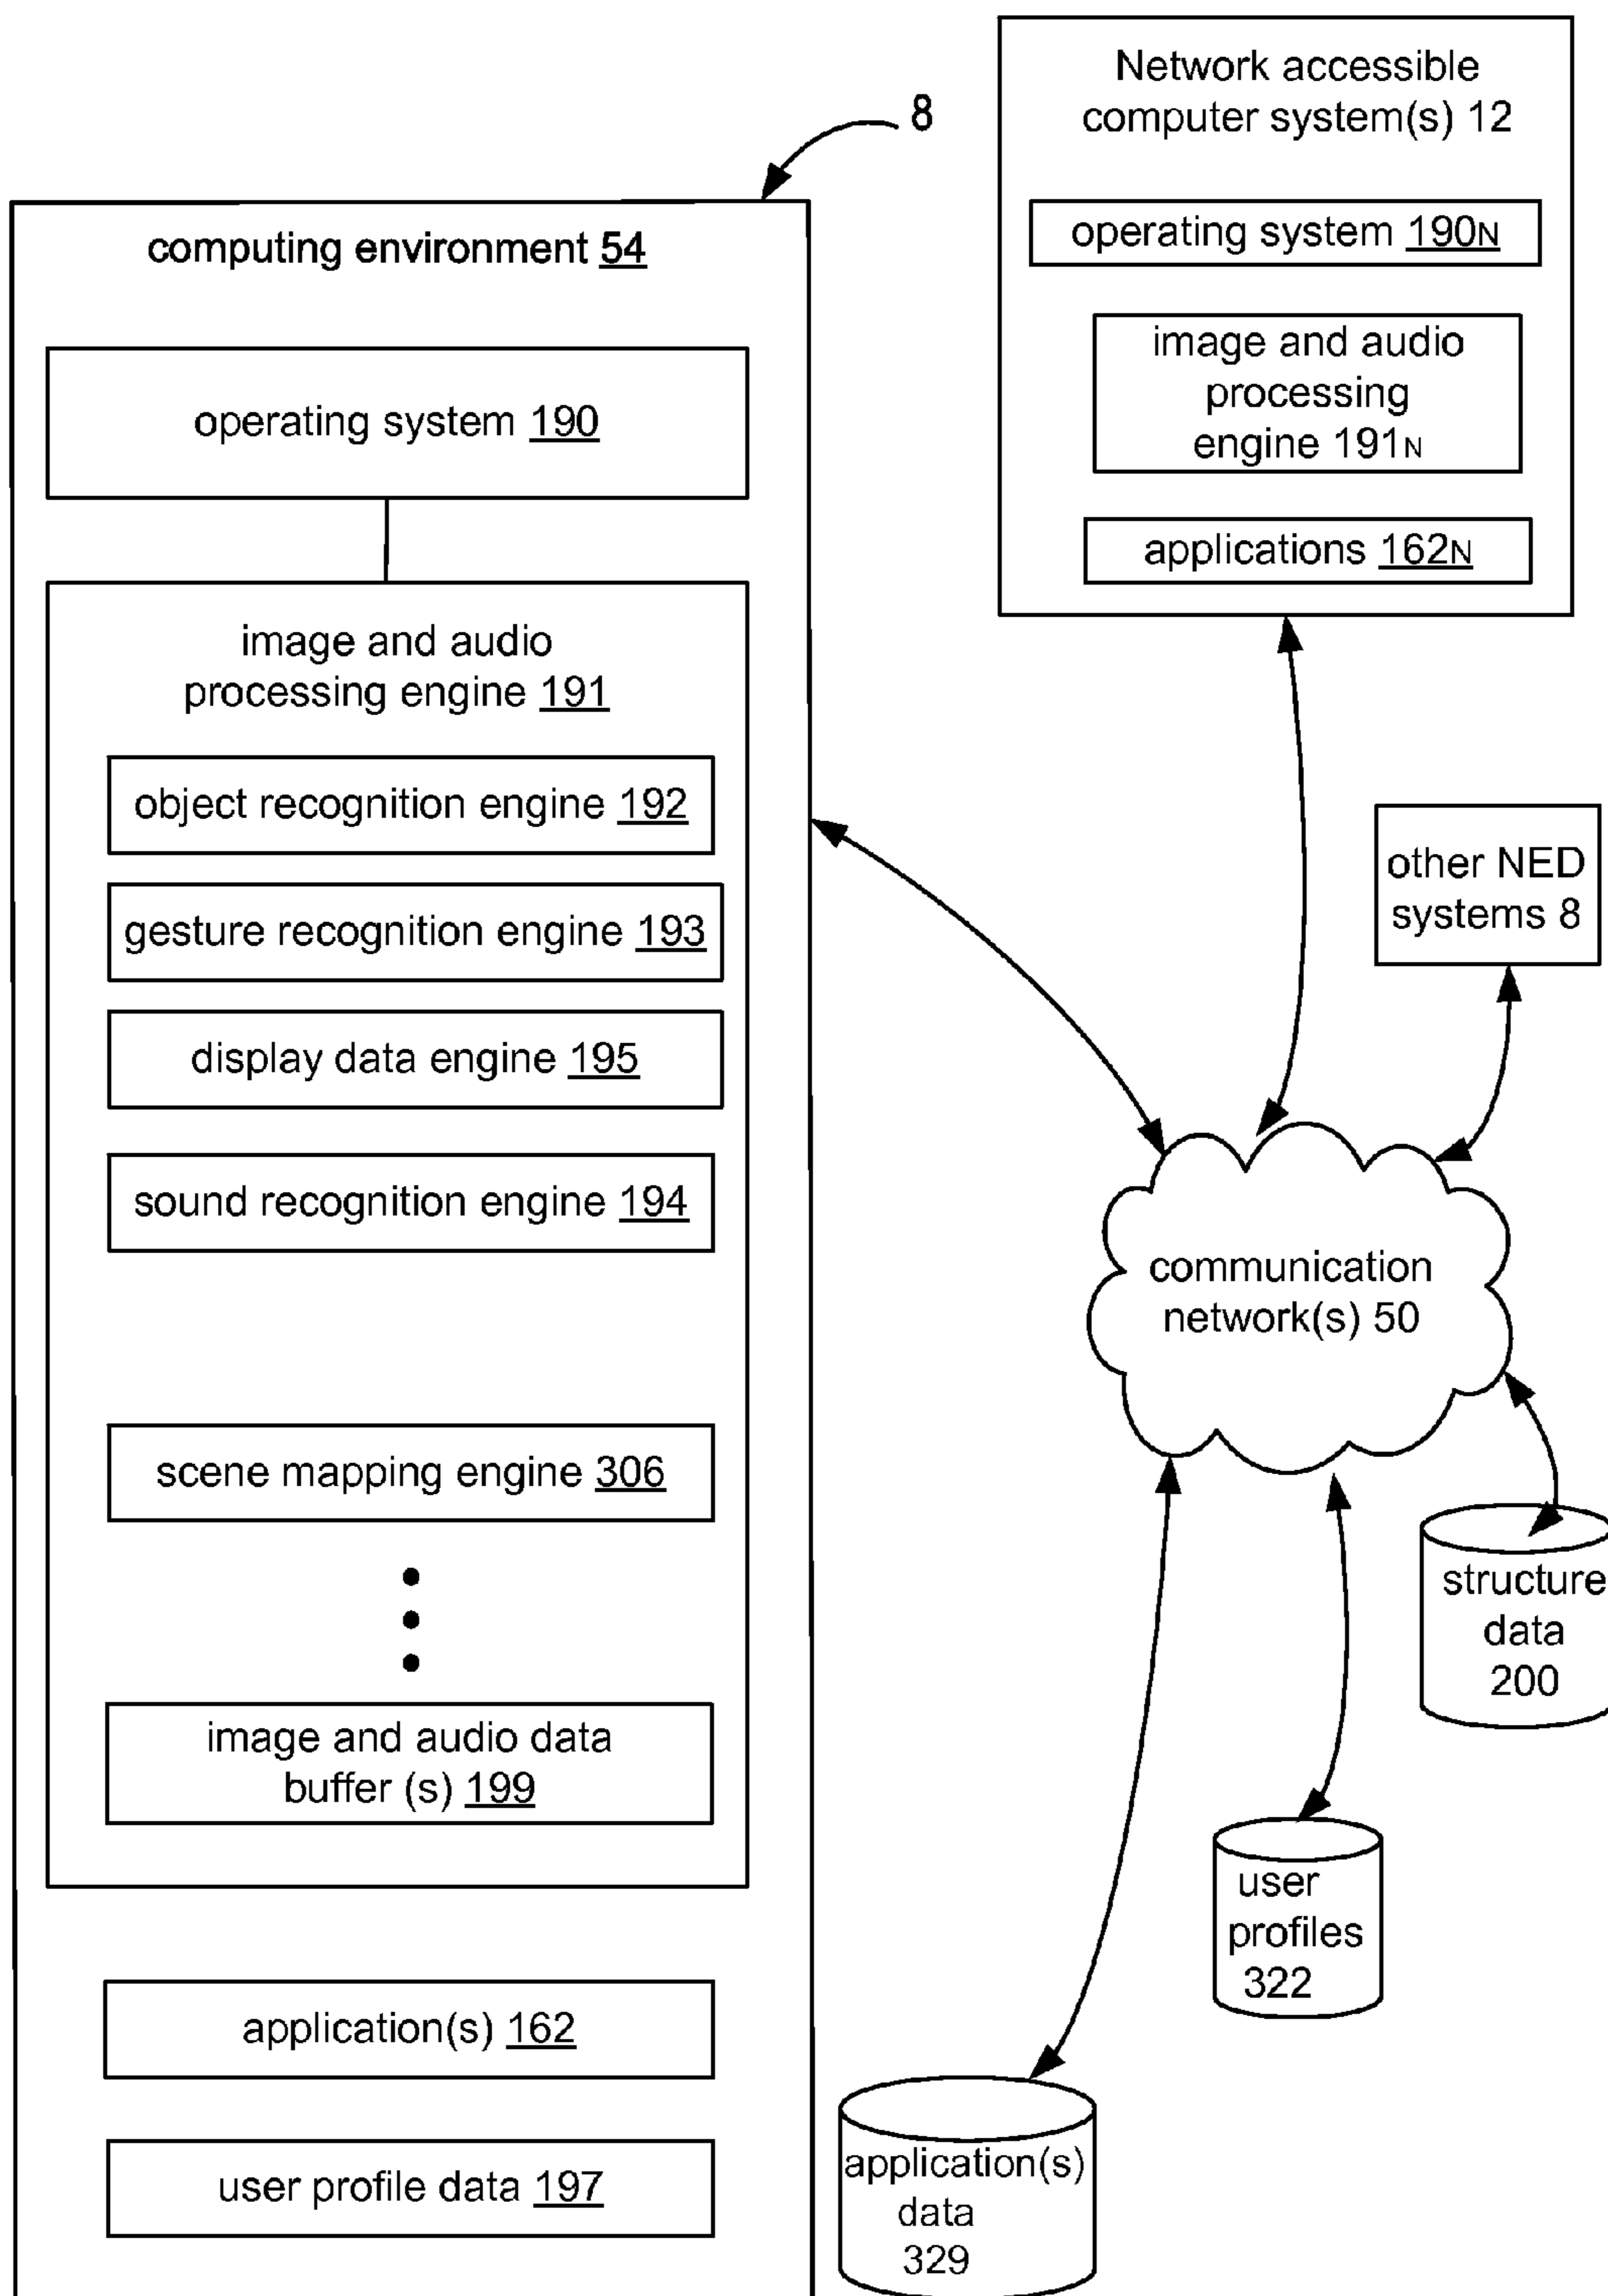 8
computing environment 54
operating system 190
image and audio
processing engine 191
object recognition engine 192
gesture recognition engine 193
display data engine 195
sound recognition engine 194
scene mapping engine 306
image and audio data
buffer (s) 199
application(s) 162
user profile data 197
Network accessible
computer system(s) 12
operating system 190N
image and audio
processing
engine 191N
applications 162N
other NED
systems 8
communication
network(s) 50
structure
data
200
user
profiles
322
application(s)
data
329